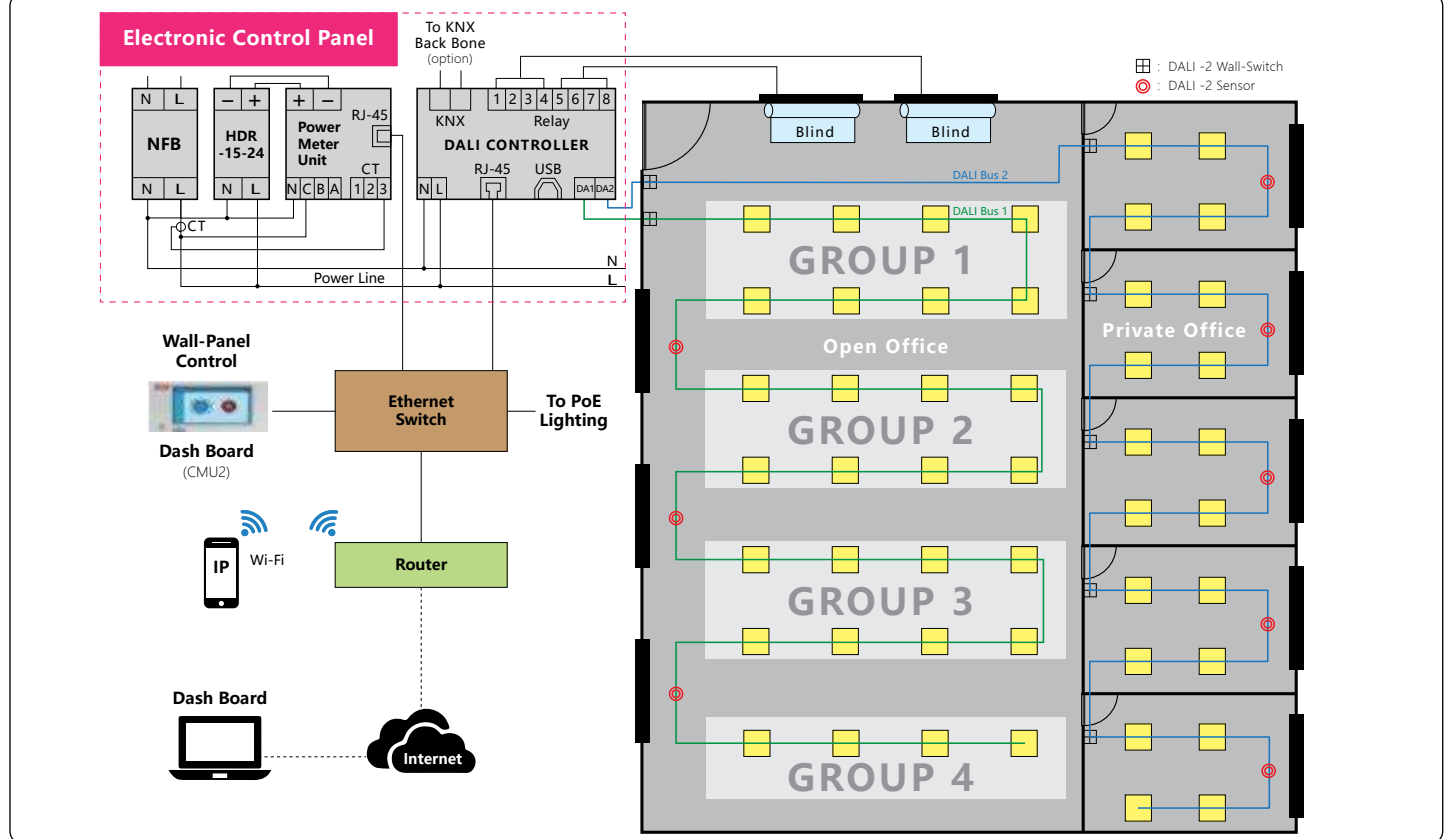 Electronic Control Panel
To KNX
Back Bone
(option)
N L
NFB
N L
− +
HDR
-15-24
N L
+ −
RJ-45
Power
Meter
Unit
CT
N C B A 1 2 3
1 2 3 4 5 6 7 8
KNX Relay
DALI CONTROLLER
RJ-45 USB
N L DA1 DA2
CT
N
Power Line
L
: DALI -2 Wall-Switch
: DALI -2 Sensor
Blind
Blind
DALI Bus 2
DALI Bus 1
GROUP 1
Open Office
Private Office
GROUP 2
GROUP 3
GROUP 4
Wall-Panel
Control
Dash Board
(CMU2)
Ethernet
Switch
To PoE
Lighting
IP
Wi-Fi
Router
Dash Board
Internet